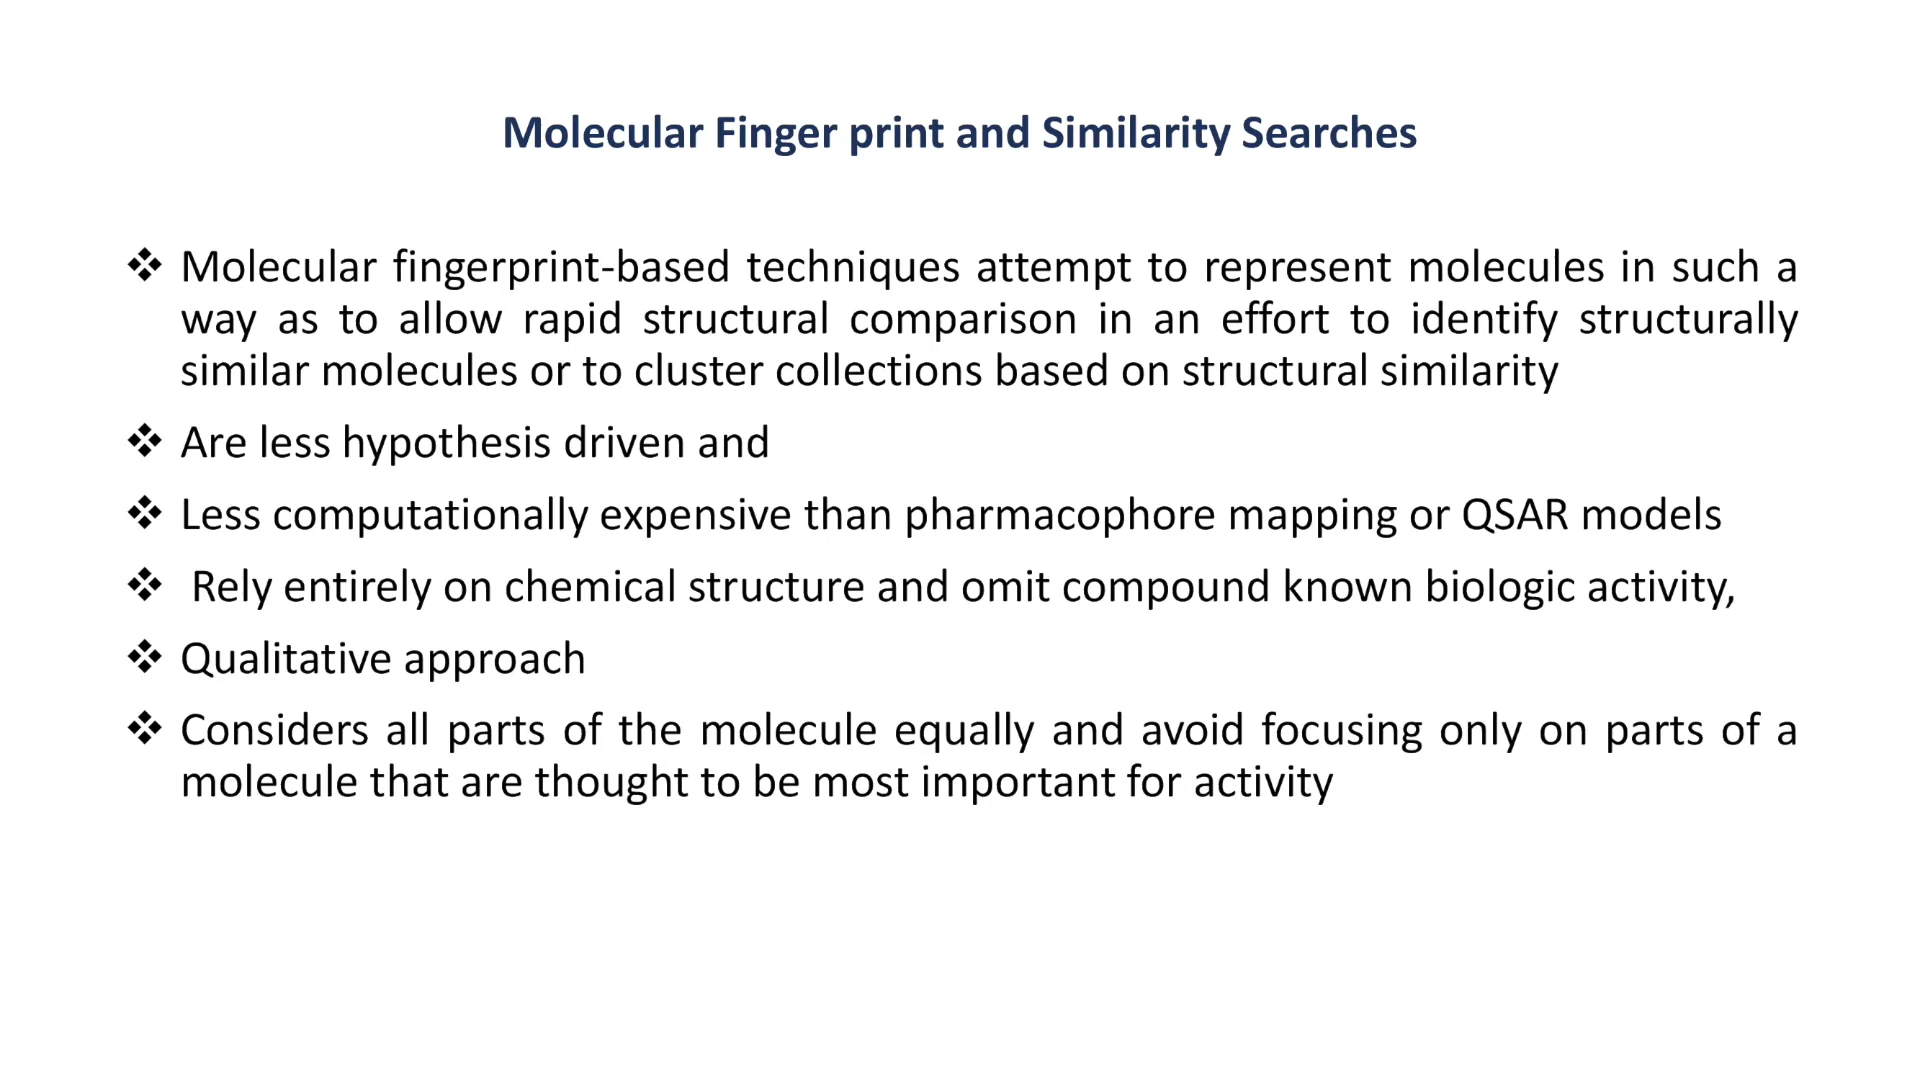 Molecular Finger print and Similarity Searches
❖ Molecular fingerprint-based techniques attempt to represent molecules in such a
way as to allow rapid structural comparison in an effort to identify structurally
similar molecules or to cluster collections based on structural similarity
❖ Are less hypothesis driven and
❖ Less computationally expensive than pharmacophore mapping or QSAR models
❖ Rely entirely on chemical structure and omit compound known biologic activity,
❖ Qualitative approach
❖ Considers all parts of the molecule equally and avoid focusing only on parts of a
molecule that are thought to be most important for activity